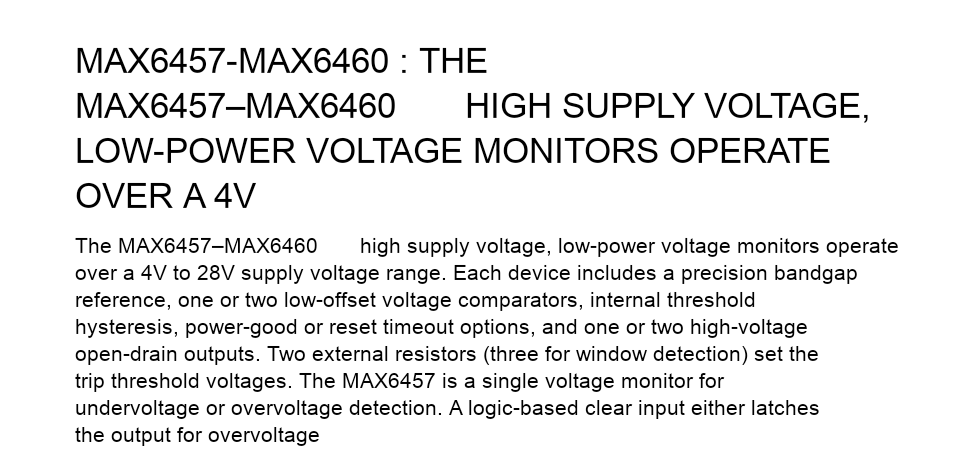 MAX6457-MAX6460 : THE
MAX6457–MAX6460 HIGH SUPPLY VOLTAGE,
LOW-POWER VOLTAGE MONITORS OPERATE
OVER A 4V
The MAX6457–MAX6460 high supply voltage, low-power voltage monitors operate
over a 4V to 28V supply voltage range. Each device includes a precision bandgap
reference, one or two low-offset voltage comparators, internal threshold
hysteresis, power-good or reset timeout options, and one or two high-voltage
open-drain outputs. Two external resistors (three for window detection) set the
trip threshold voltages. The MAX6457 is a single voltage monitor for
undervoltage or overvoltage detection. A logic-based clear input either latches
the output for overvoltage